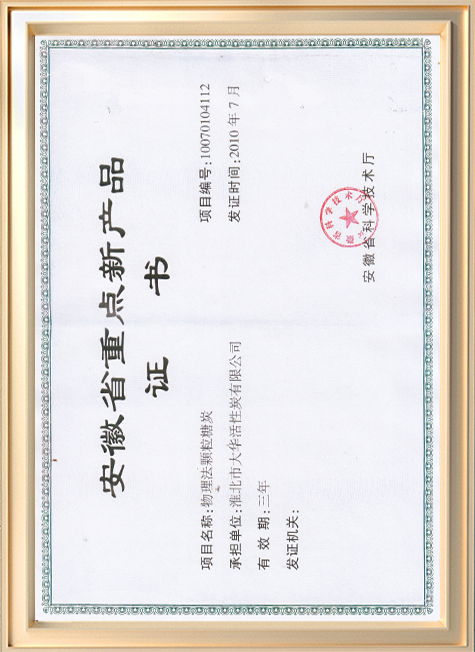 安徽省重点新产品
证书
项目名称:物理法颗粒糖炭
项目编号:10070104112
承担单位:淮北市大华活性炭有限公司
发证时间:2010年7月
有效期:三年
发证机关:
安徽省科学技术厅